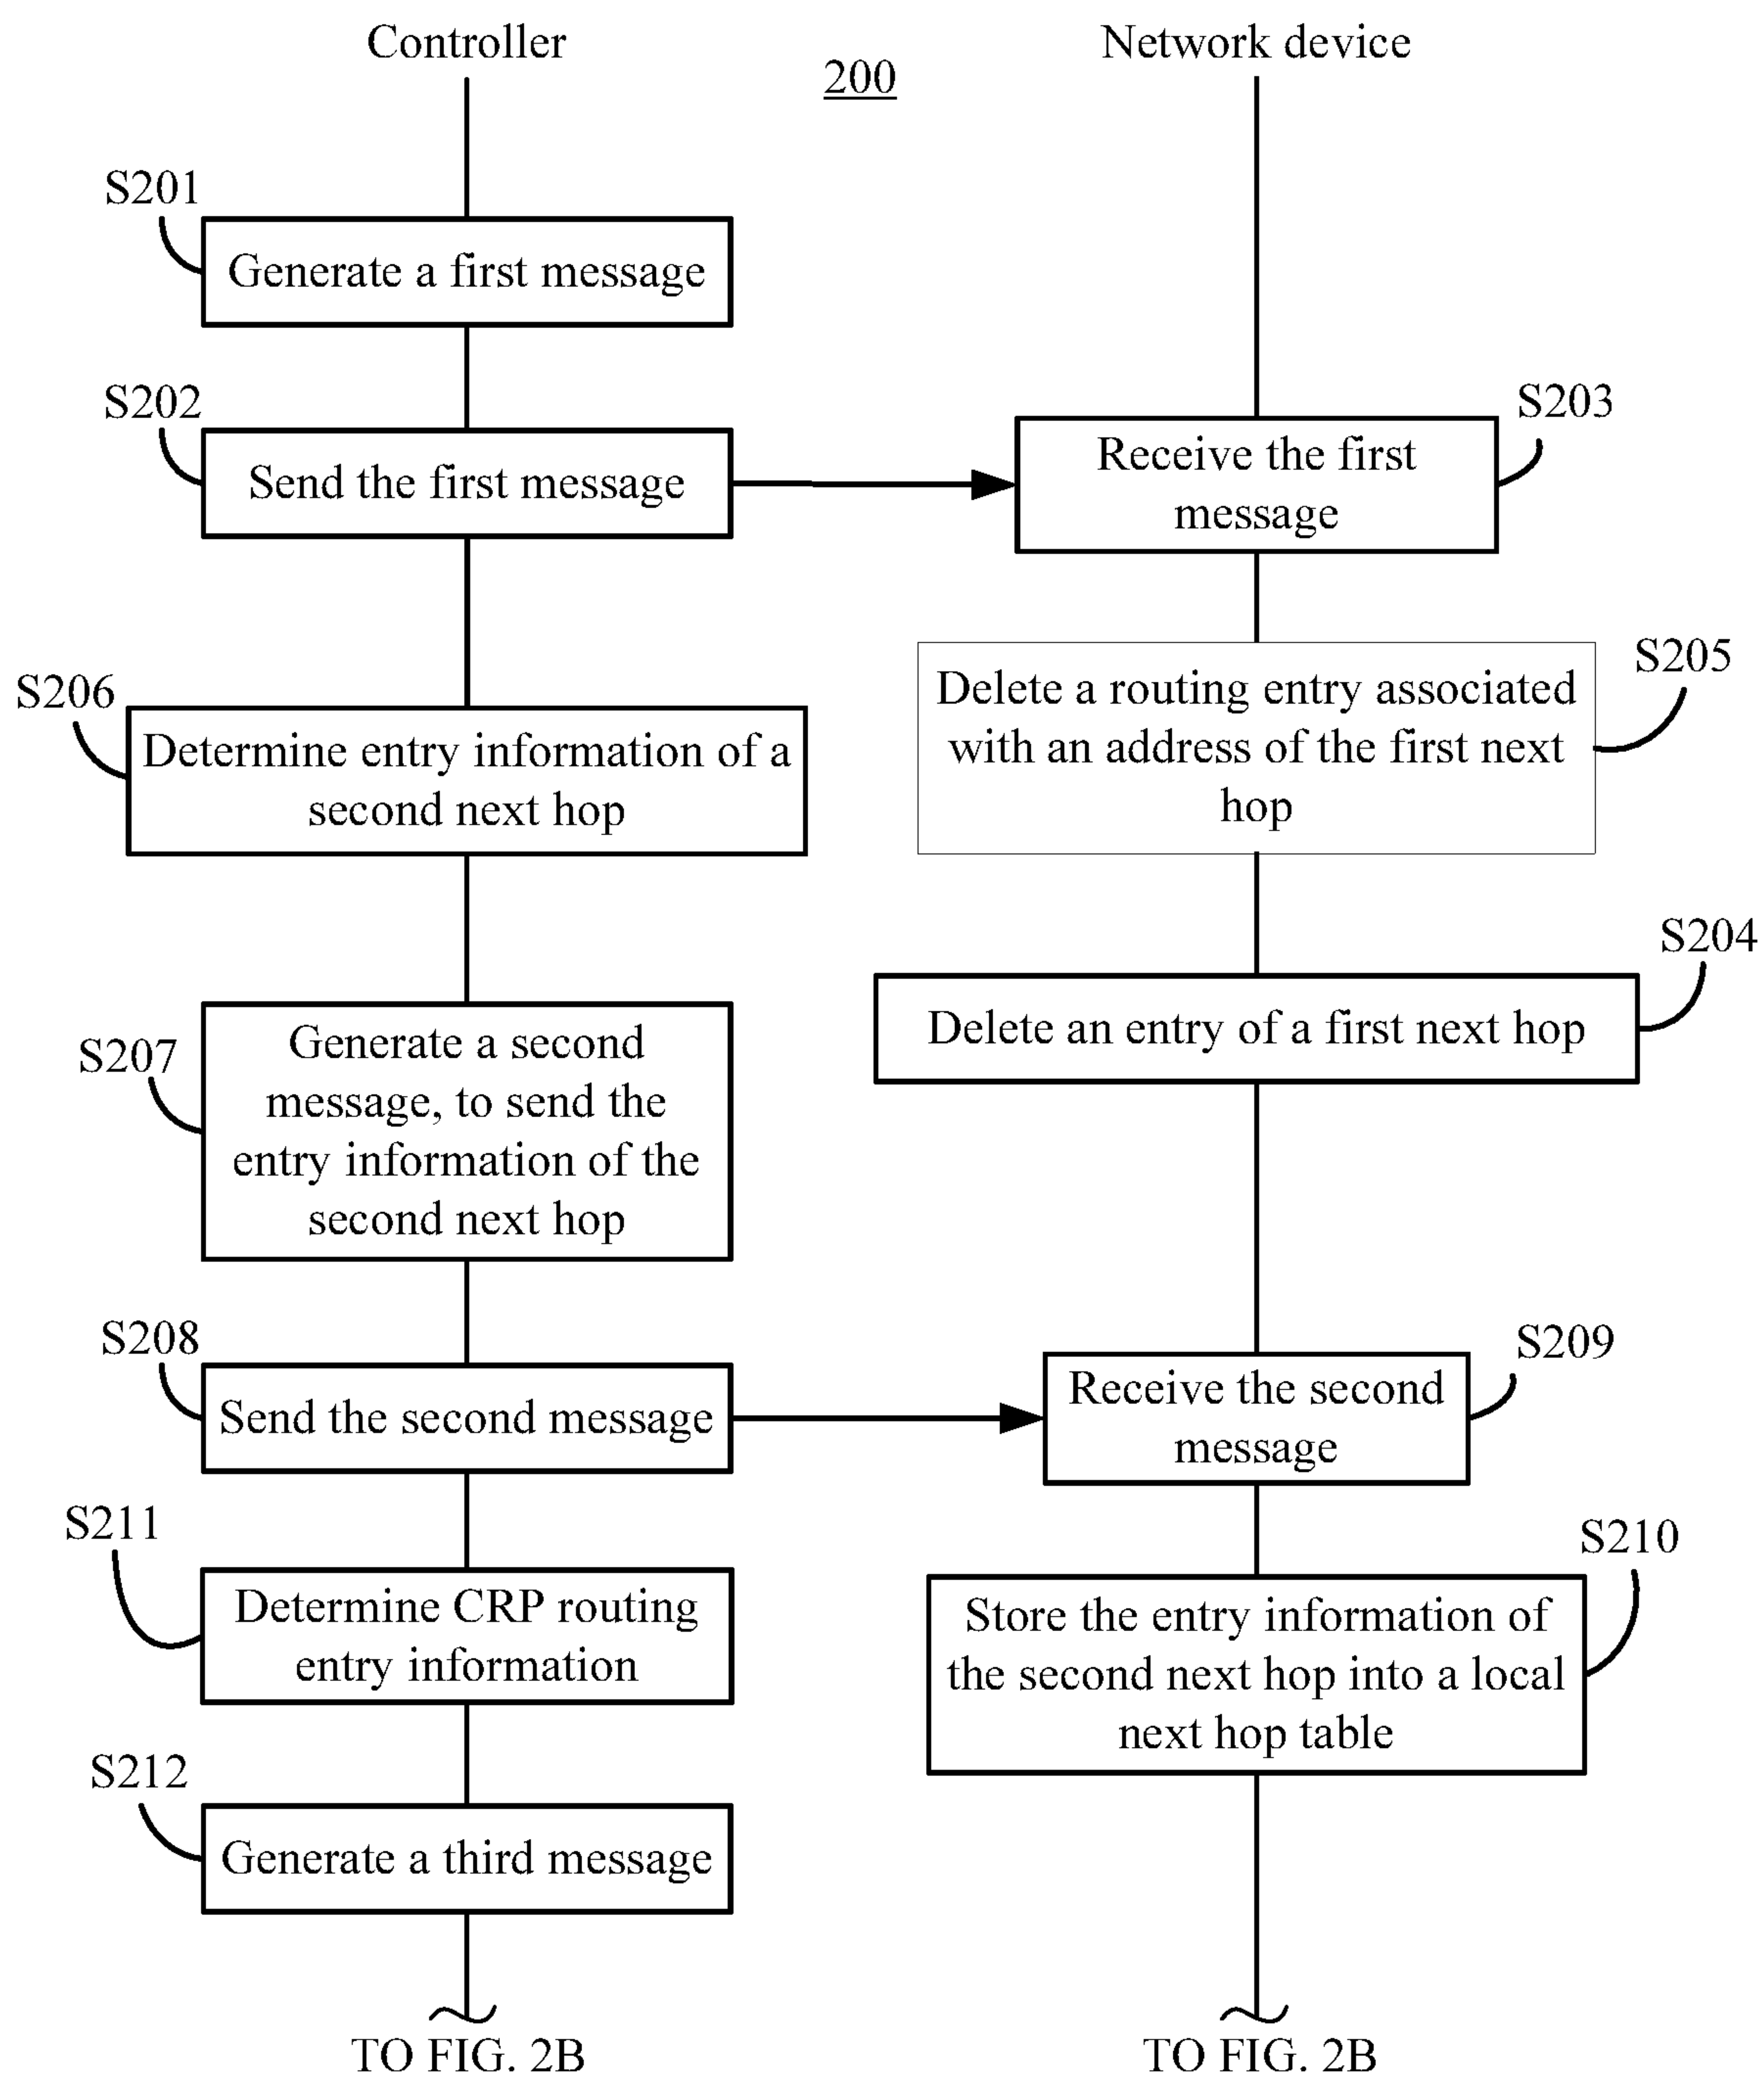 Controller
Network device
200
S201
Generate a first message
S202
Send the first message
S203
Receive the first
message
S205
Delete a routing entry associated
with an address of the first next
hop
S206
Determine entry information of a
second next hop
S204
Delete an entry of a first next hop
S207
Generate a second
message, to send the
entry information of the
second next hop
S208
Send the second message
S209
Receive the second
message
S211
Determine CRP routing
entry information
S210
Store the entry information of
the second next hop into a local
next hop table
S212
Generate a third message
TO FIG. 2B
TO FIG. 2B